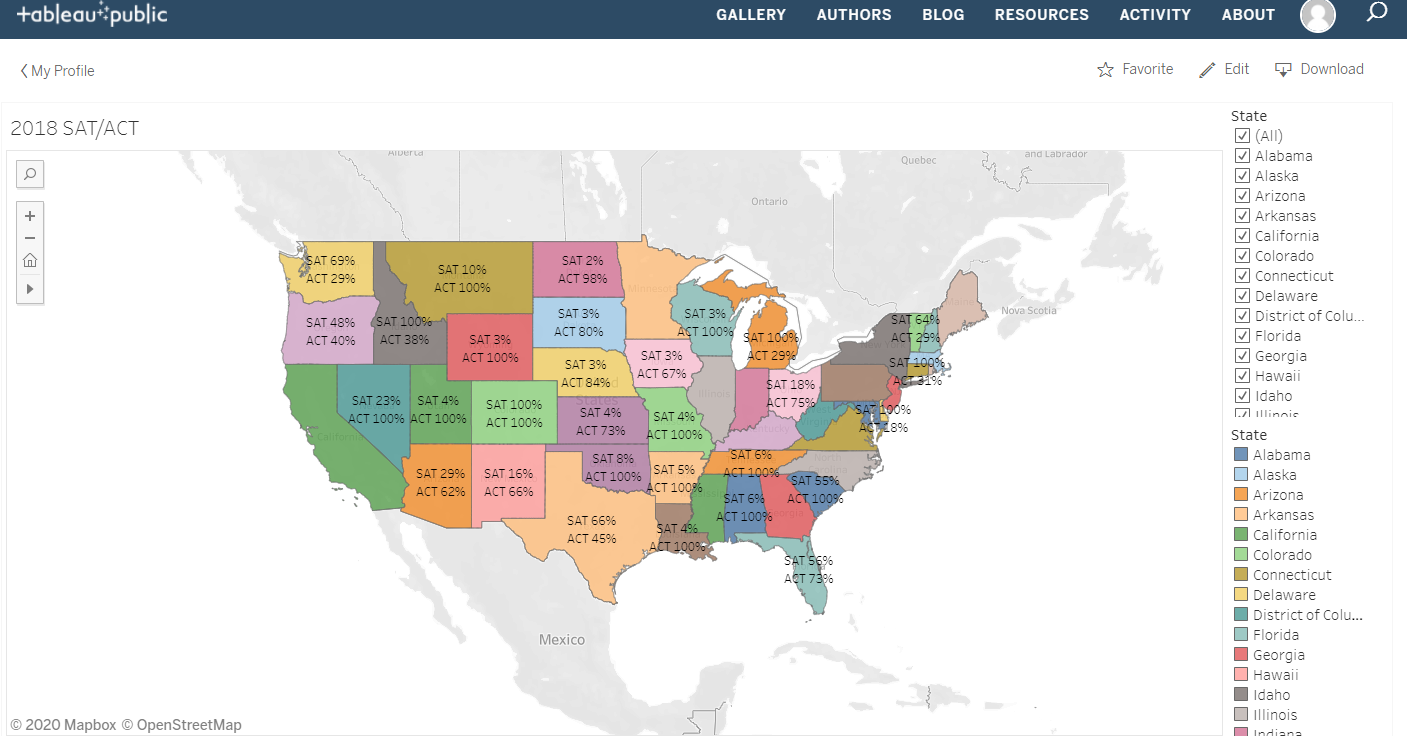 +ableau public
GALLERY AUTHORS BLOG RESOURCES ACTIVITY ABOUT
My Profile
Favorite Edit Download
2018 SAT/ACT
Alberta
Quebec
and Labrador
Ontario
Nova Scotia
SAT 69%
ACT 29%
SAT 10%
ACT 100%
SAT 2%
ACT 98%
Minnesota
Maine
SAT 48%
ACT 40%
SAT 100%
ACT 38%
SAT 3%
ACT 100%
SAT 3%
ACT 80%
SAT 3%
ACT 100%
SAT 100%
ACT 29%
SAT 64%
ACT 29%
SAT 3%
ACT 84%
SAT 3%
ACT 67%
SAT 100%
ACT 31%
States
Illinois
SAT 18%
ACT 75%
SAT 23%
ACT 100%
SAT 4%
ACT 100%
SAT 100%
ACT 100%
SAT 4%
ACT 73%
SAT 4%
ACT 100%
SAT 100%
ACT 18%
California
SAT 29%
ACT 62%
SAT 16%
ACT 66%
SAT 8%
ACT 100%
SAT 5%
ACT 100%
SAT 6%
ACT 100%
North
Carolina
SAT 66%
ACT 45%
SAT 4%
ACT 100%
SAT 6%
ACT 100%
SAT 55%
ACT 100%
SAT 56%
ACT 73%
Mexico
© 2020 Mapbox © OpenStreetMap
State
(All)
Alabama
Alaska
Arizona
Arkansas
California
Colorado
Connecticut
Delaware
District of Colu...
Florida
Georgia
Hawaii
Idaho
Illinois
State
Alabama
Alaska
Arizona
Arkansas
California
Colorado
Connecticut
Delaware
District of Colu...
Florida
Georgia
Hawaii
Idaho
Illinois
Indiana